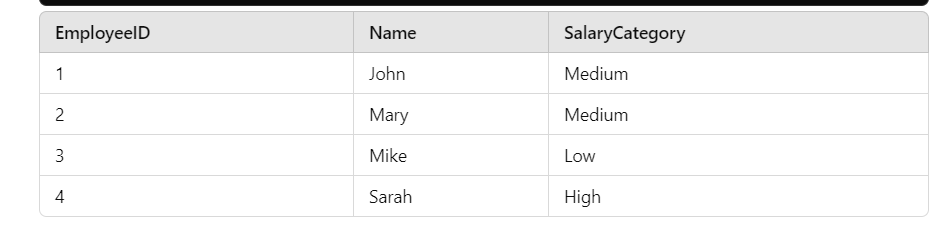 EmployeeID Name SalaryCategory
1 John Medium
2 Mary Medium
3 Mike Low
4 Sarah High